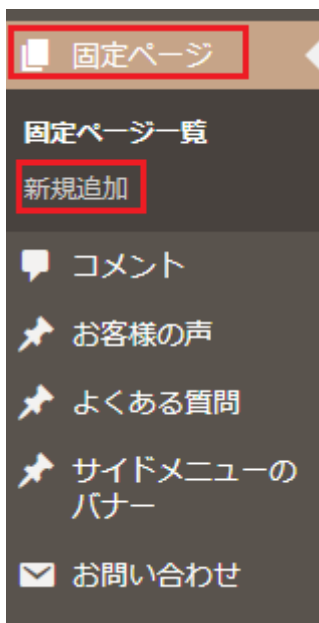 固定ページ
固定ページ一覧
新規追加
コメント
お客様の声
よくある質問
サイドメニューの
バナー
お問い合わせ